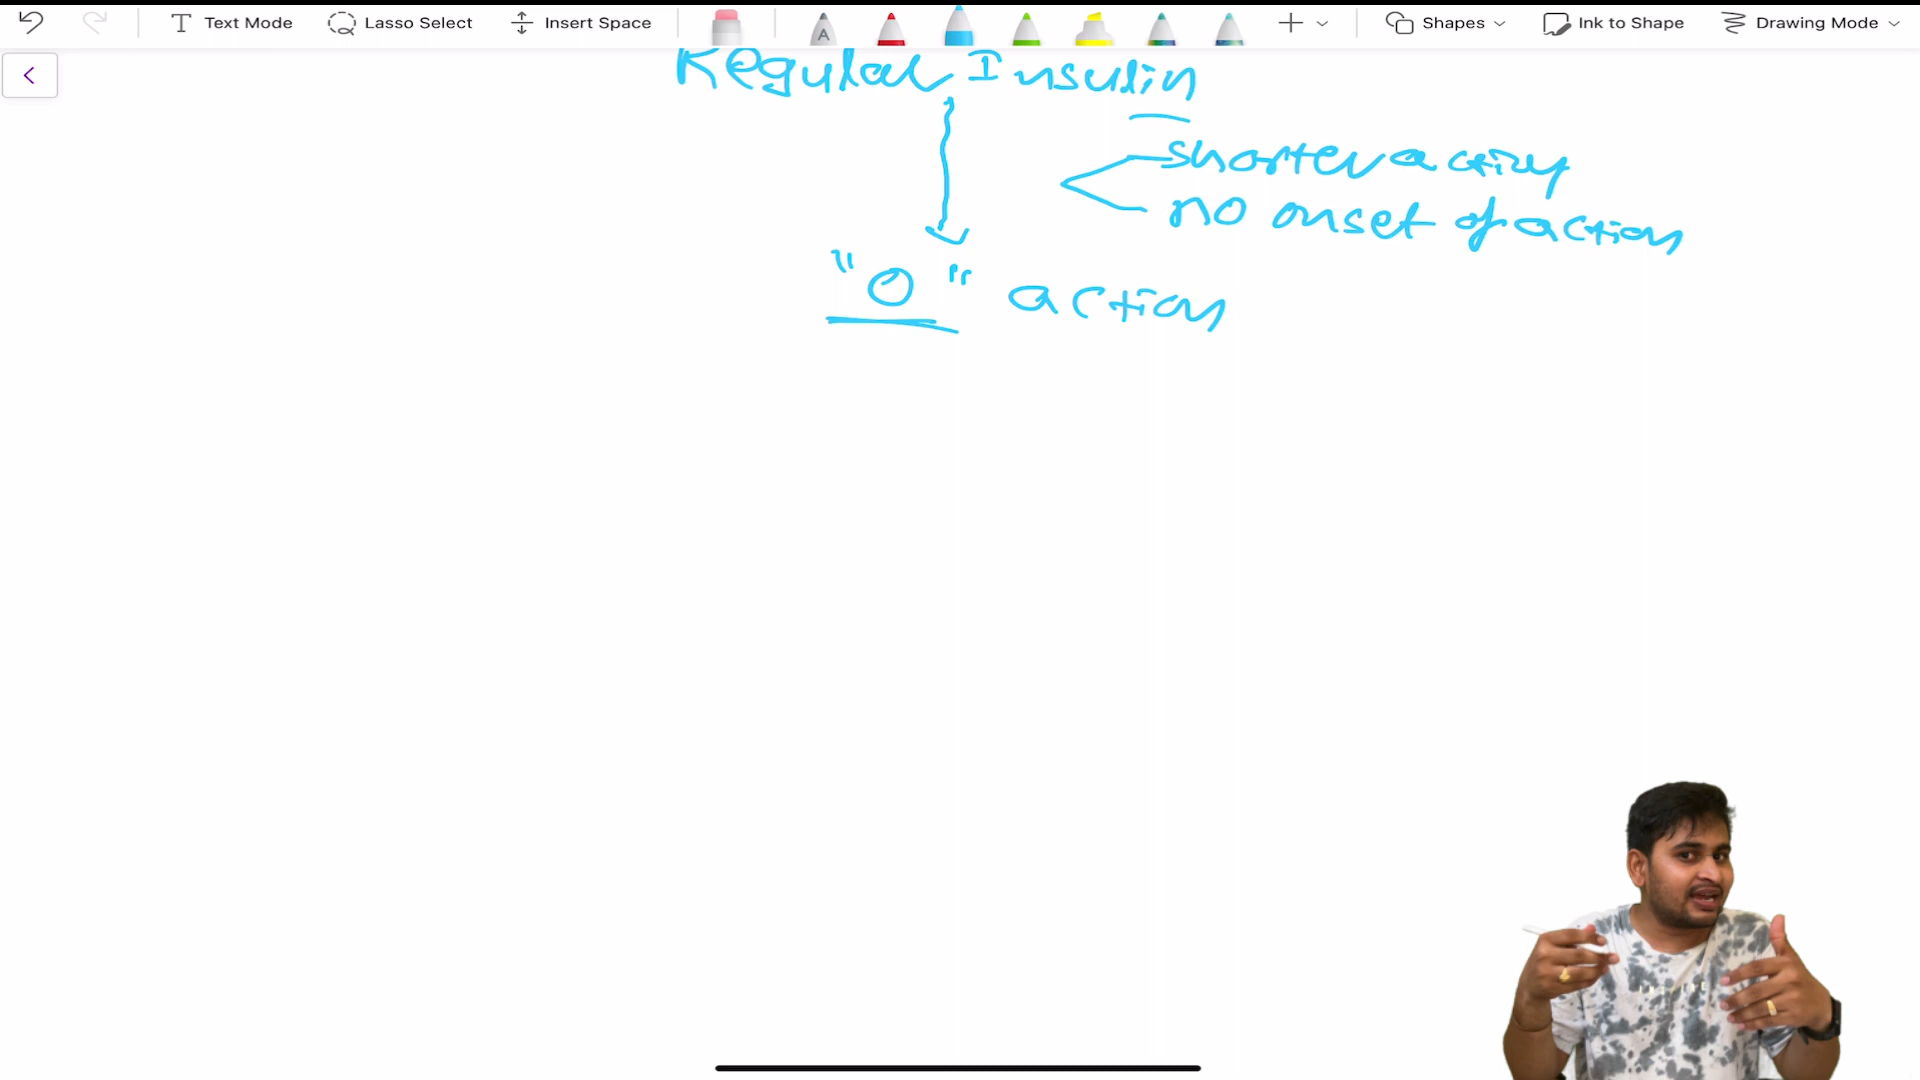 Text Mode Lasso Select Insert Space A Shapes Ink to Shape Drawing Mode
Regular Insulin
shorter acting
no onset of action
"0" action